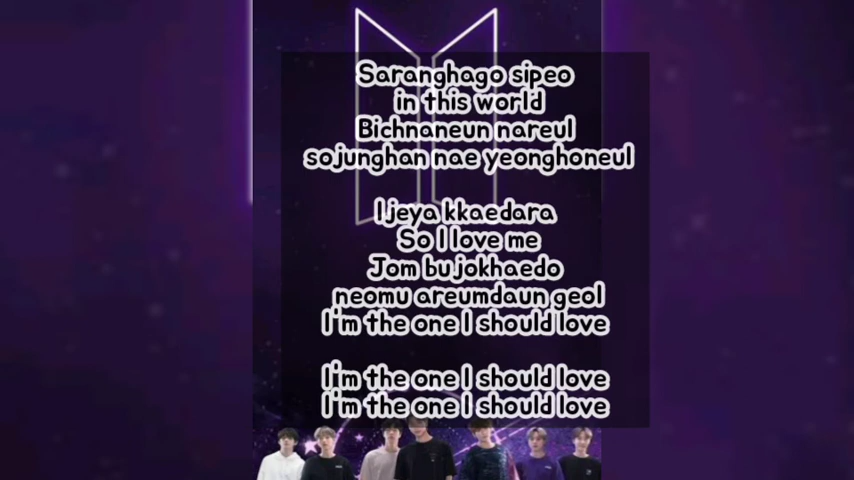 Saranghago sipeo
in this world
Bichnaneun nareul
sojunghan nae yeonghoneul
Ijeya kkaedara
So I love me
Jom bujokhaedo
neomu areumdaun geol
I'm the one I should love
I'm the one I should love
I'm the one I should love